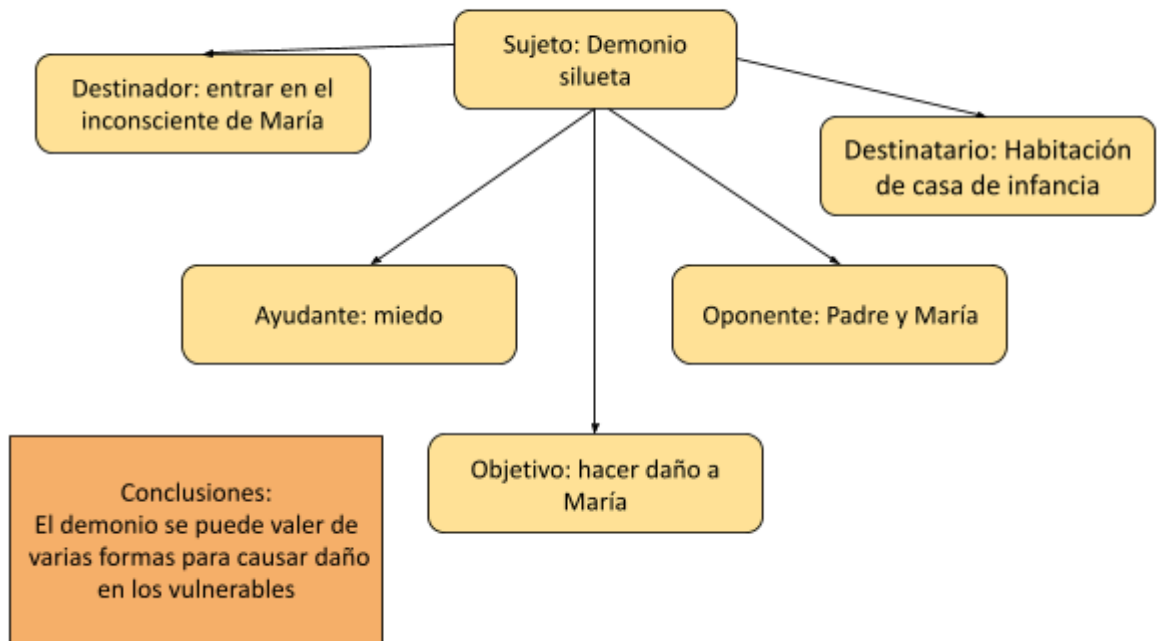 Sujeto: Demonio
silueta
Destinador: entrar en el
inconsciente de María
Destinatario: Habitación
de casa de infancia
Ayudante: miedo
Oponente: Padre y María
Objetivo: hacer daño a
María
Conclusiones:
El demonio se puede valer de
varias formas para causar daño
en los vulnerables